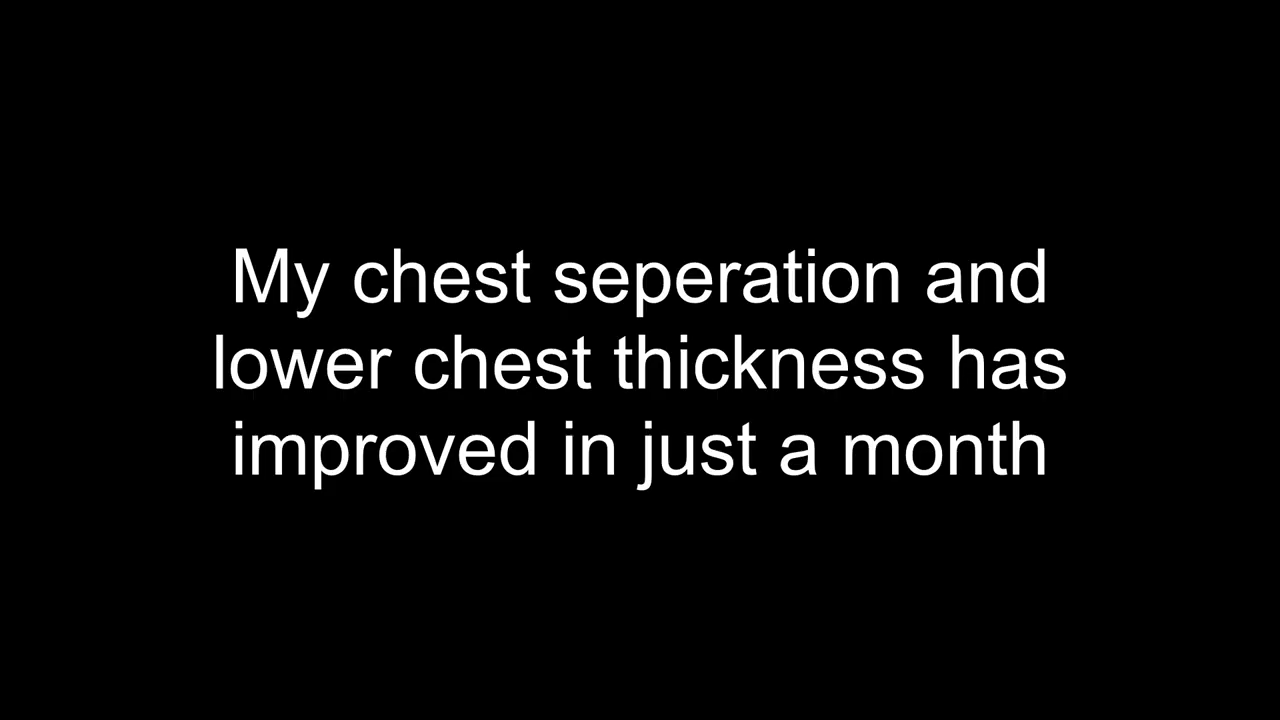 My chest seperation and
lower chest thickness has
improved in just a month